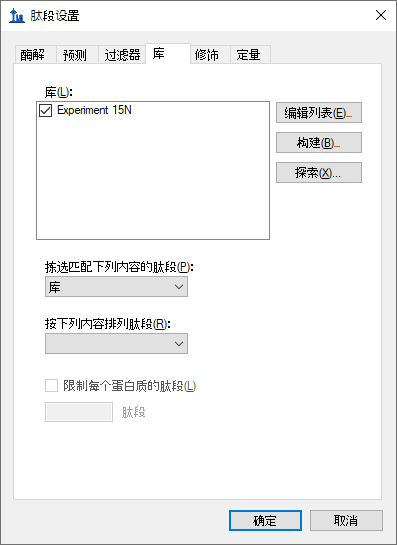 肽段设置
酶解 预测 过滤器 库 修饰 定量
库(L):
Experiment 15N
编辑列表(E)...
构建(B)...
探索(X)...
拣选匹配下列内容的肽段(P):
库
按下列内容排列肽段(R):
限制每个蛋白质的肽段(L)
肽段
确定 取消